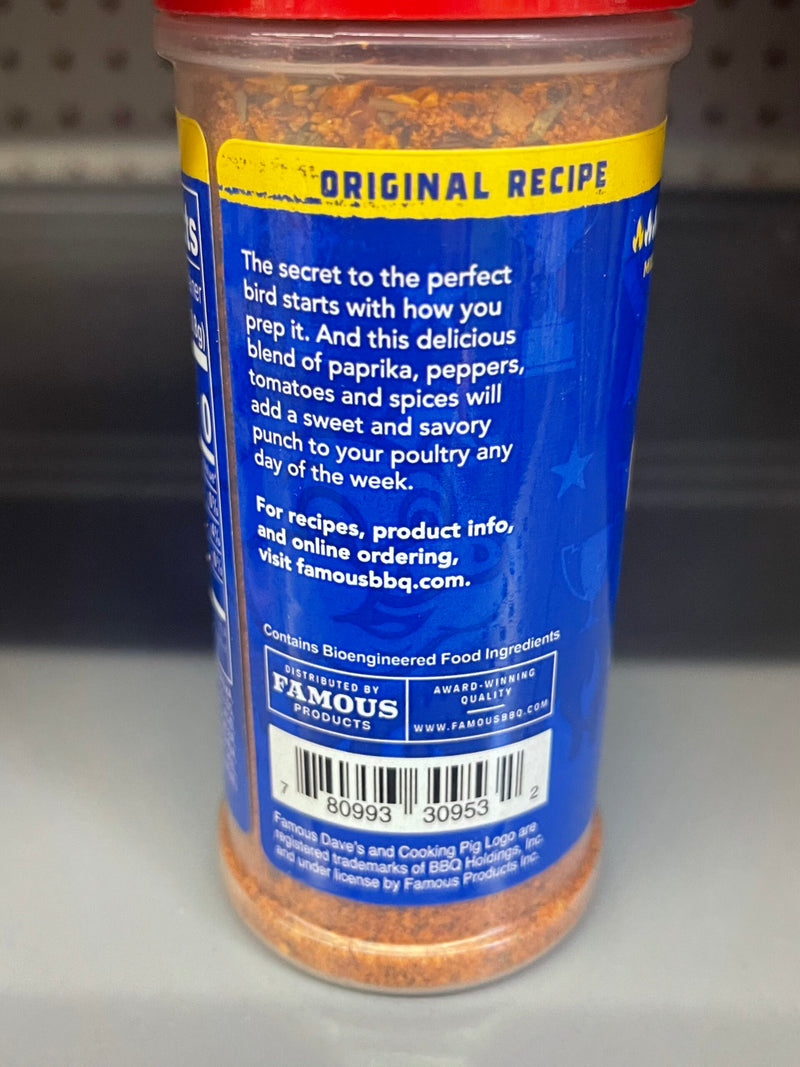 ORIGINAL RECIPE
The secret to the perfect
bird starts with how you
prep it. And this delicious
blend of paprika, peppers,
tomatoes and spices will
add a sweet and savory
punch to your poultry any
day of the week.
For recipes, product info,
and online ordering,
visit famousbbq.com.
Contains Bioengineered Food Ingredients
DISTRIBUTED BY
FAMOUS
PRODUCTS
AWARD-WINNING
QUALITY
WWW.FAMOUSBBQ.COM
7 80993 30953 2
Famous Dave's and Cooking Pig Logo are
registered trademarks of BBQ Holdings, Inc.
and under license by Famous Products Inc.